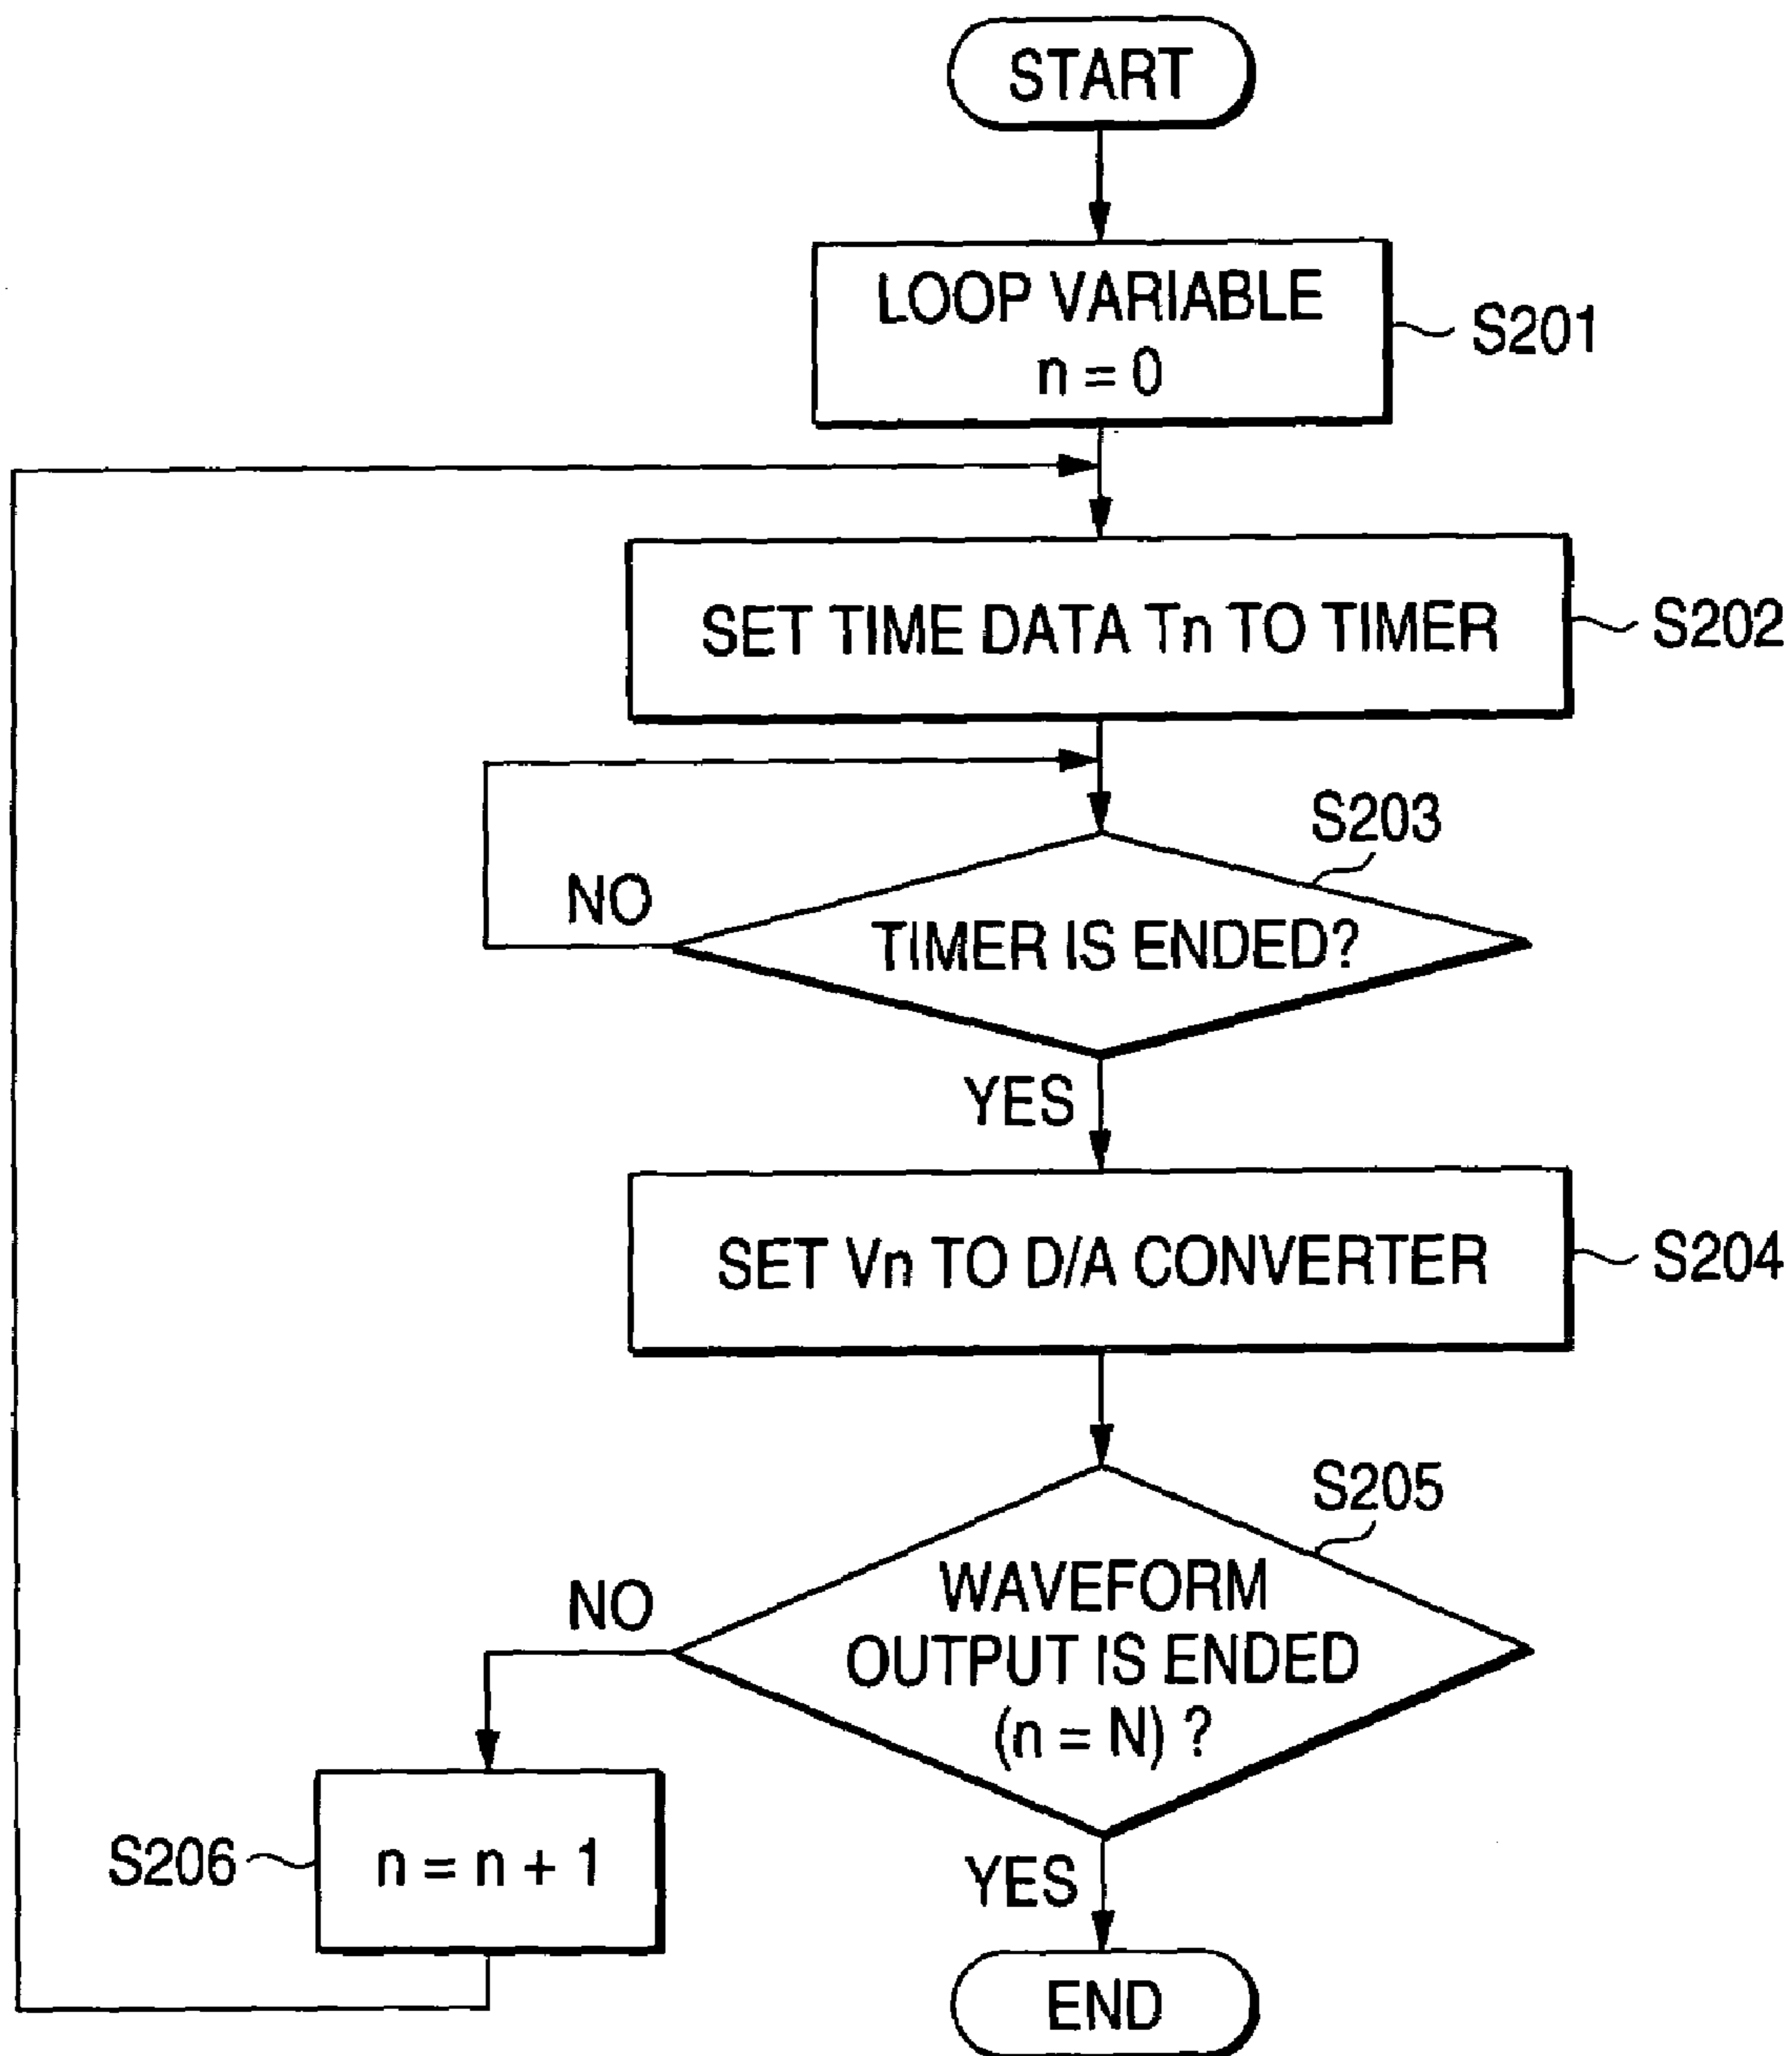 START
LOOP VARIABLE
n = 0
S201
SET TIME DATA Tn TO TIMER
S202
S203
NO
TIMER IS ENDED?
YES
SET Vn TO D/A CONVERTER
S204
S205
NO
WAVEFORM
OUTPUT IS ENDED
(n = N) ?
S206
n = n + 1
YES
END